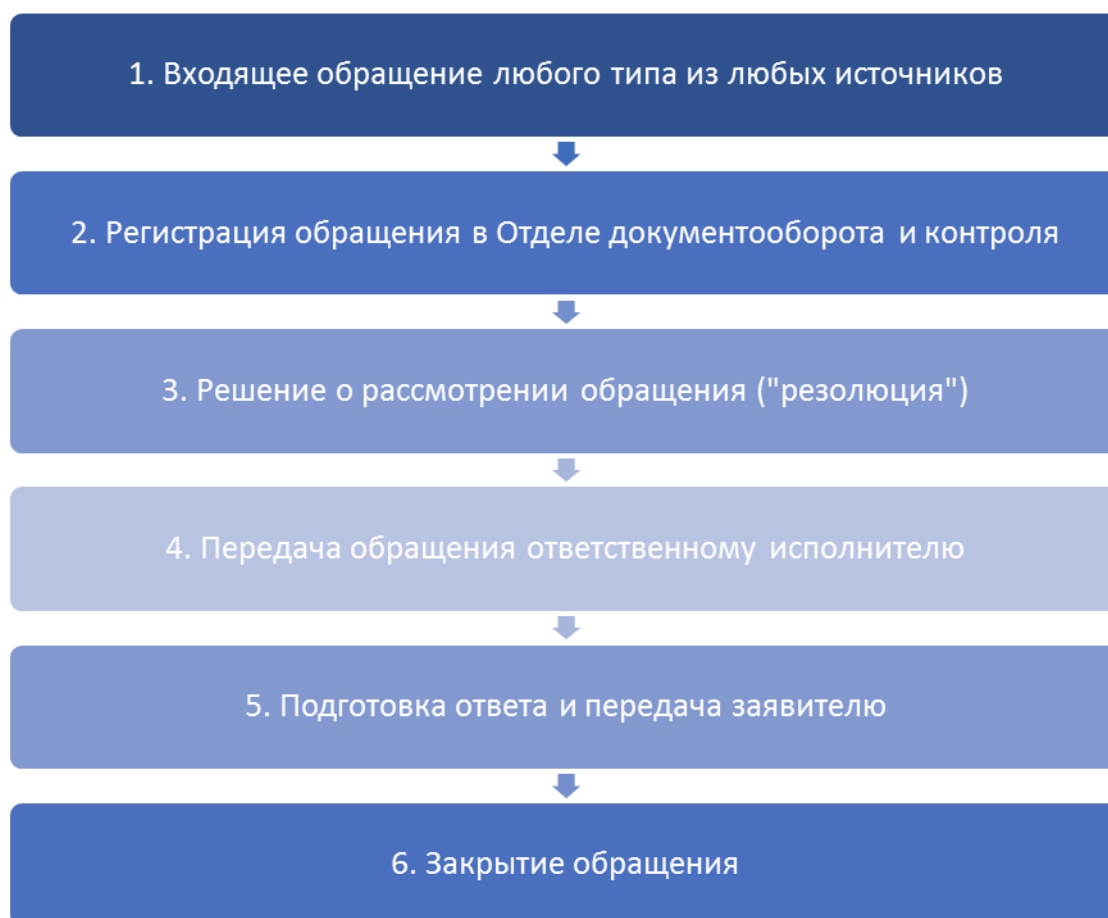 1. Входящее обращение любого типа из любых источников
2. Регистрация обращения в Отделе документооборота и контроля
3. Решение о рассмотрении обращения ("резолюция")
4. Передача обращения ответственному исполнителю
5. Подготовка ответа и передача заявителю
6. Закрытие обращения